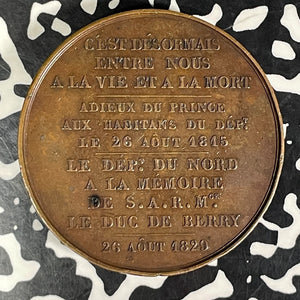 C'EST DÉSORMAIS
ENTRE NOUS
A LA VIE ET A LA MORT
ADIEUX DU PRINCE
AUX HABITANS DU DÉPT.
LE 26 AOUT 1815
LE DÉPT. DU NORD
A LA MÉMOIRE
DE S.A.R. MGR.
LE DUC DE BERRY
26 AOUT 1820